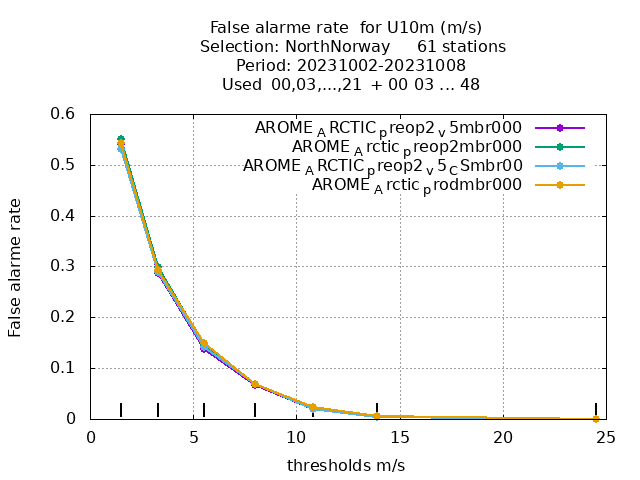 False alarme rate  for U10m (m/s)
Selection: NorthNorway     61 stations
Period: 20231002-20231008
Used  00,03,...,21  + 00 03 ... 48
AROME_ARCTIC_preop2_v5mbr000
AROME_Arctic_preop2mbr000
AROME_ARCTIC_preop2_v5_CSmbr00
AROME_Arctic_prodmbr000
False alarme rate
0.6
0.5
0.4
0.3
0.2
0.1
0
0 5 10 15 20 25
thresholds m/s